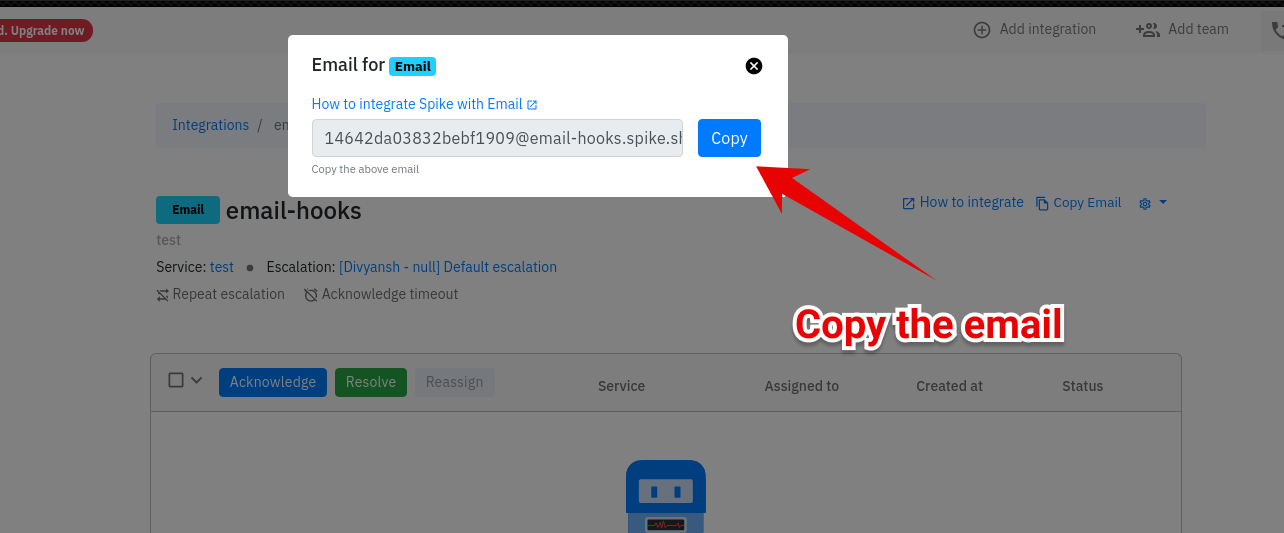 d. Upgrade now
Add integration
Add team
Email for Email
How to integrate Spike with Email
14642da03832bebf1909@email-hooks.spike.sh
Copy
Copy the above email
Integrations / en
Email email-hooks
How to integrate
Copy Email
test
Service: test • Escalation: [Divyansh - null] Default escalation
Repeat escalation
Acknowledge timeout
Copy the email
Acknowledge
Resolve
Reassign
Service
Assigned to
Created at
Status